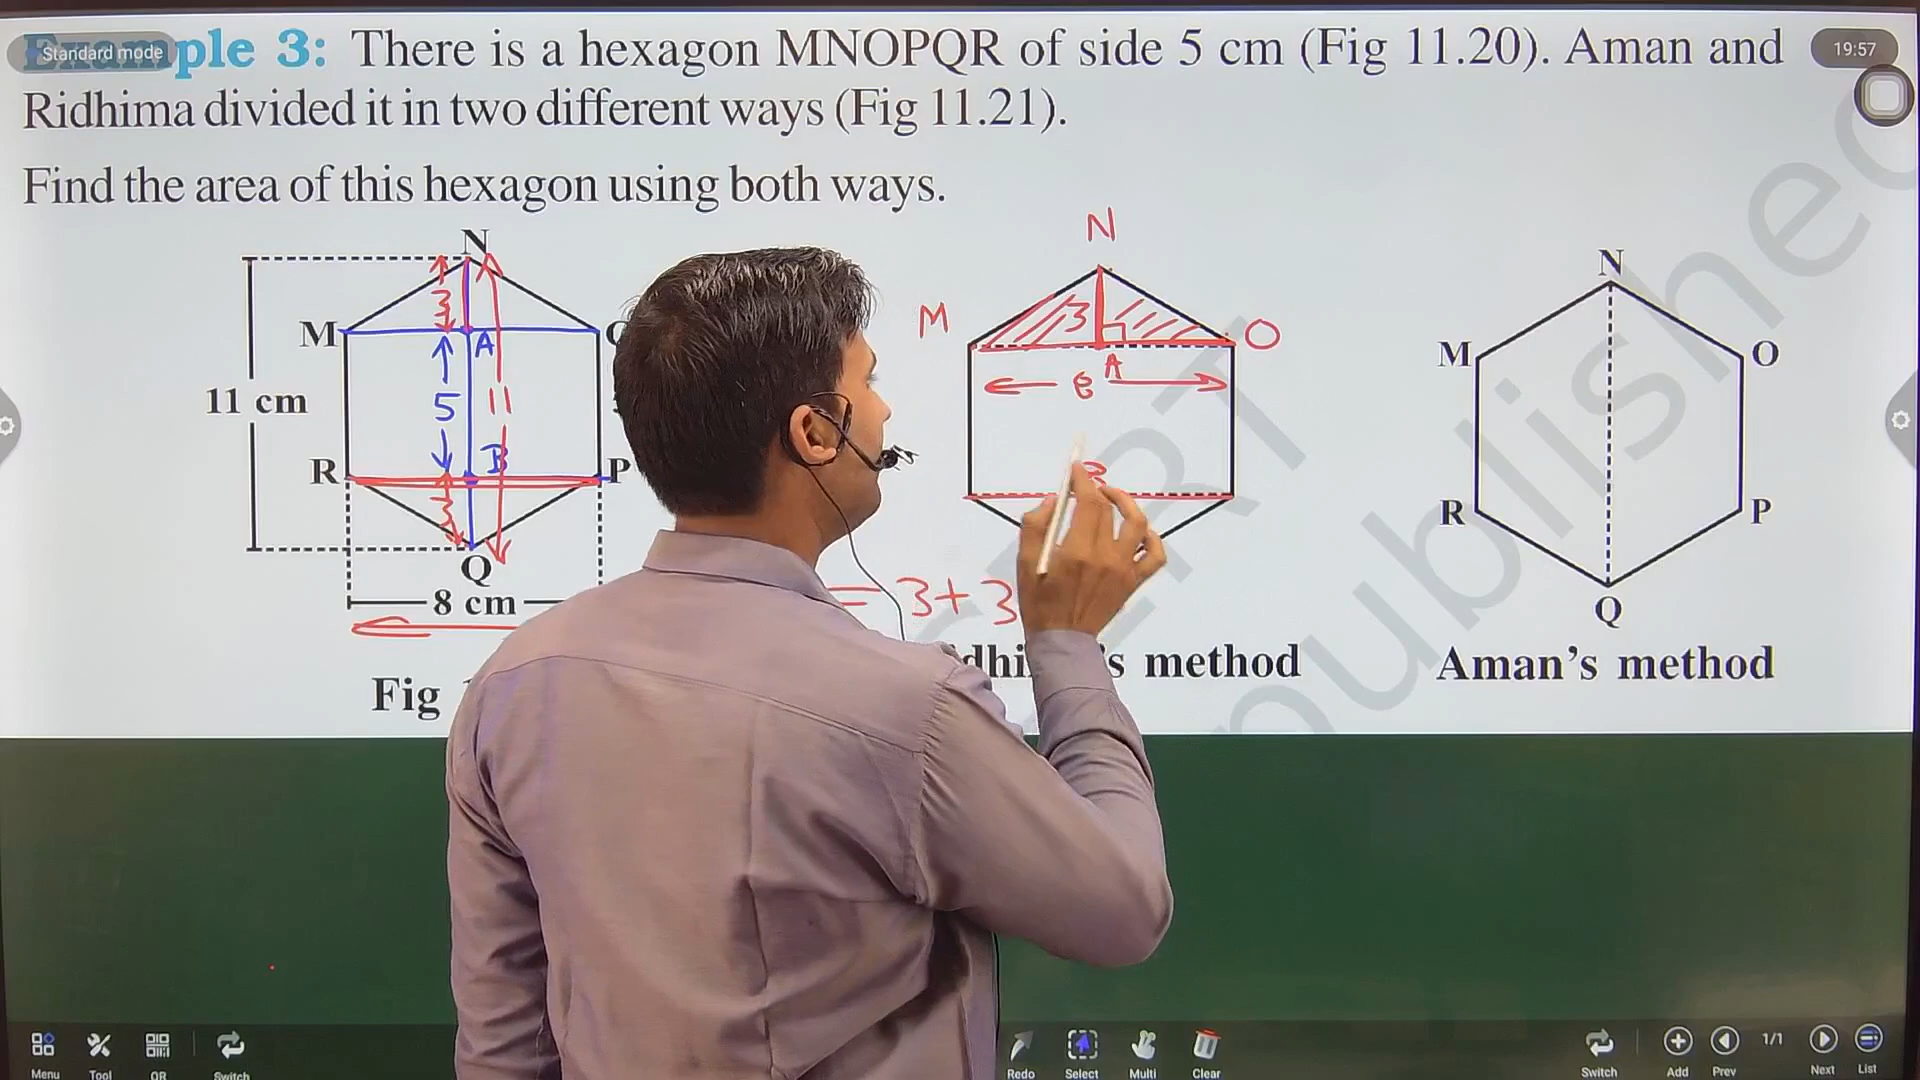 Standard mode
ple 3: There is a hexagon MNOPQR of side 5 cm (Fig 11.20). Aman and
19:57
Ridhima divided it in two different ways (Fig 11.21).
Find the area of this hexagon using both ways.
N
3
M
A
11 cm
5
11
B
R
P
3
Q
8 cm
Fig
N
M
3
O
A
8
= 3 + 3
dhi 's method
N
M
O
R
P
Q
Aman's method
Menu
Tool
QR
Switch
Redo
Select
Multi
Clear
Switch
Add
Prev
1/1
Next
List